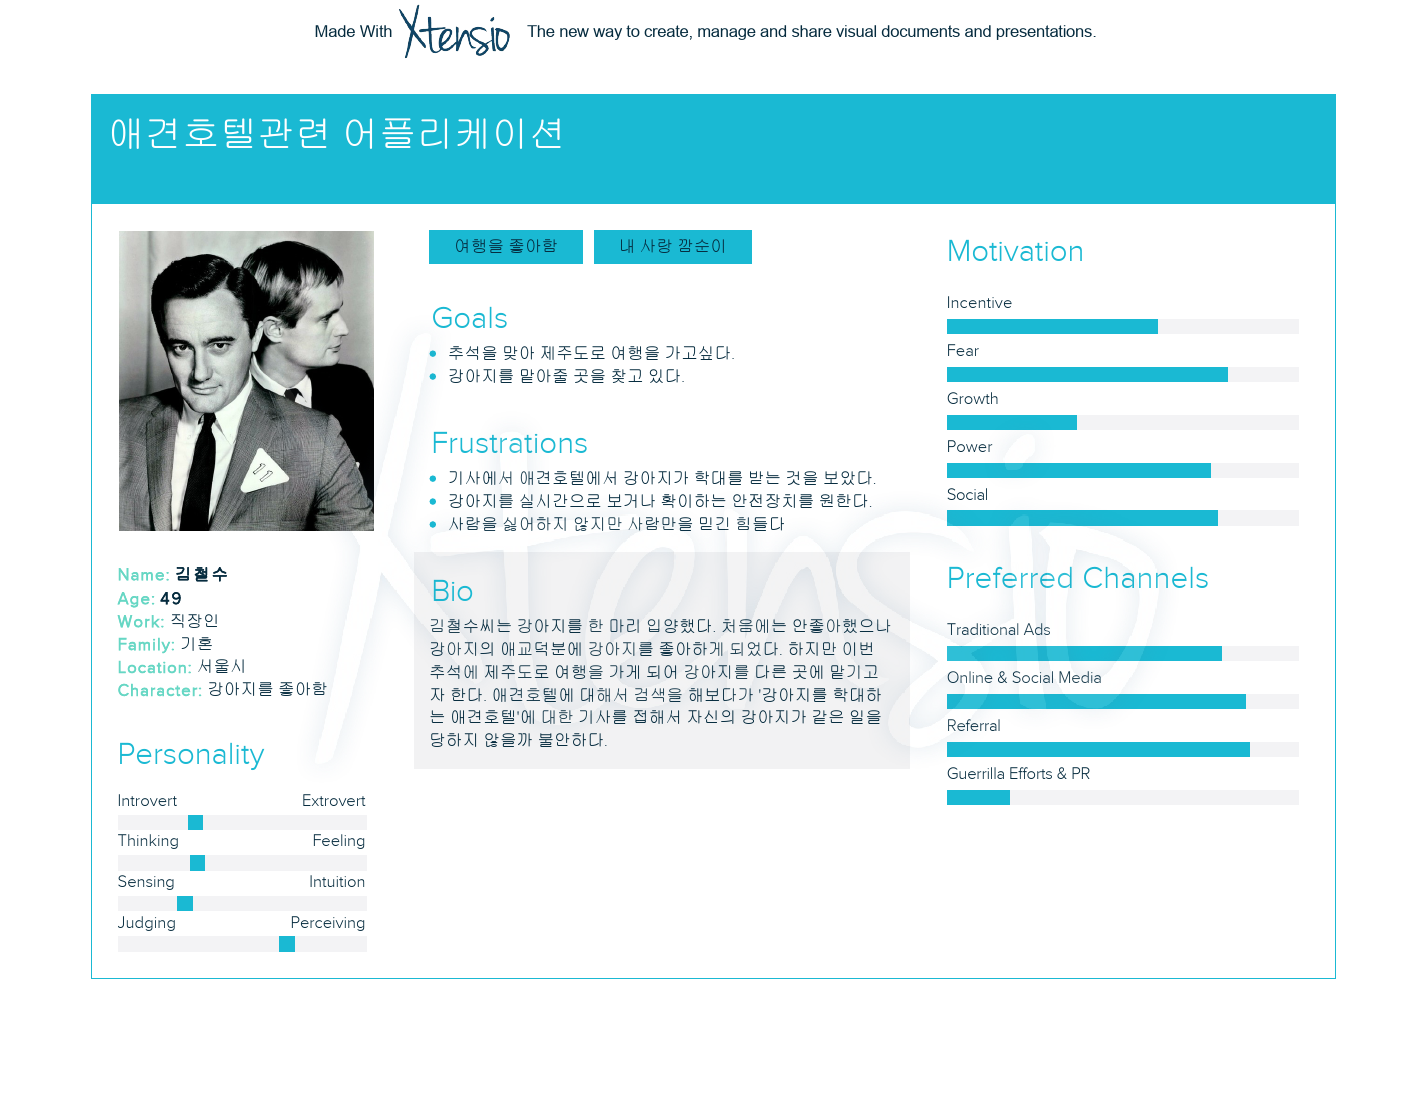 Made With Xtensio The new way to create, manage and share visual documents and presentations.
애견호텔관련 어플리케이션
11
Name: 김철수
Age: 49
Work: 직장인
Family: 기혼
Location: 서울시
Character: 강아지를 좋아함
Personality
Introvert Extrovert
Thinking Feeling
Sensing Intuition
Judging Perceiving
여행을 좋아함
내 사랑 깜순이
Goals
추석을 맞아 제주도로 여행을 가고싶다.
강아지를 맡아줄 곳을 찾고 있다.
Frustrations
기사에서 애견호텔에서 강아지가 학대를 받는 것을 보았다.
강아지를 실시간으로 보거나 확이하는 안전장치를 원한다.
사람을 싫어하지 않지만 사람만을 믿긴 힘들다
Bio
김철수씨는 강아지를 한 마리 입양했다. 처음에는 안좋아했으나
강아지의 애교덕분에 강아지를 좋아하게 되었다. 하지만 이번
추석에 제주도로 여행을 가게 되어 강아지를 다른 곳에 맡기고
자 한다. 애견호텔에 대해서 검색을 해보다가 '강아지를 학대하
는 애견호텔'에 대한 기사를 접해서 자신의 강아지가 같은 일을
당하지 않을까 불안하다.
Motivation
Incentive
Fear
Growth
Power
Social
Preferred Channels
Traditional Ads
Online & Social Media
Referral
Guerrilla Efforts & PR
Xtensio